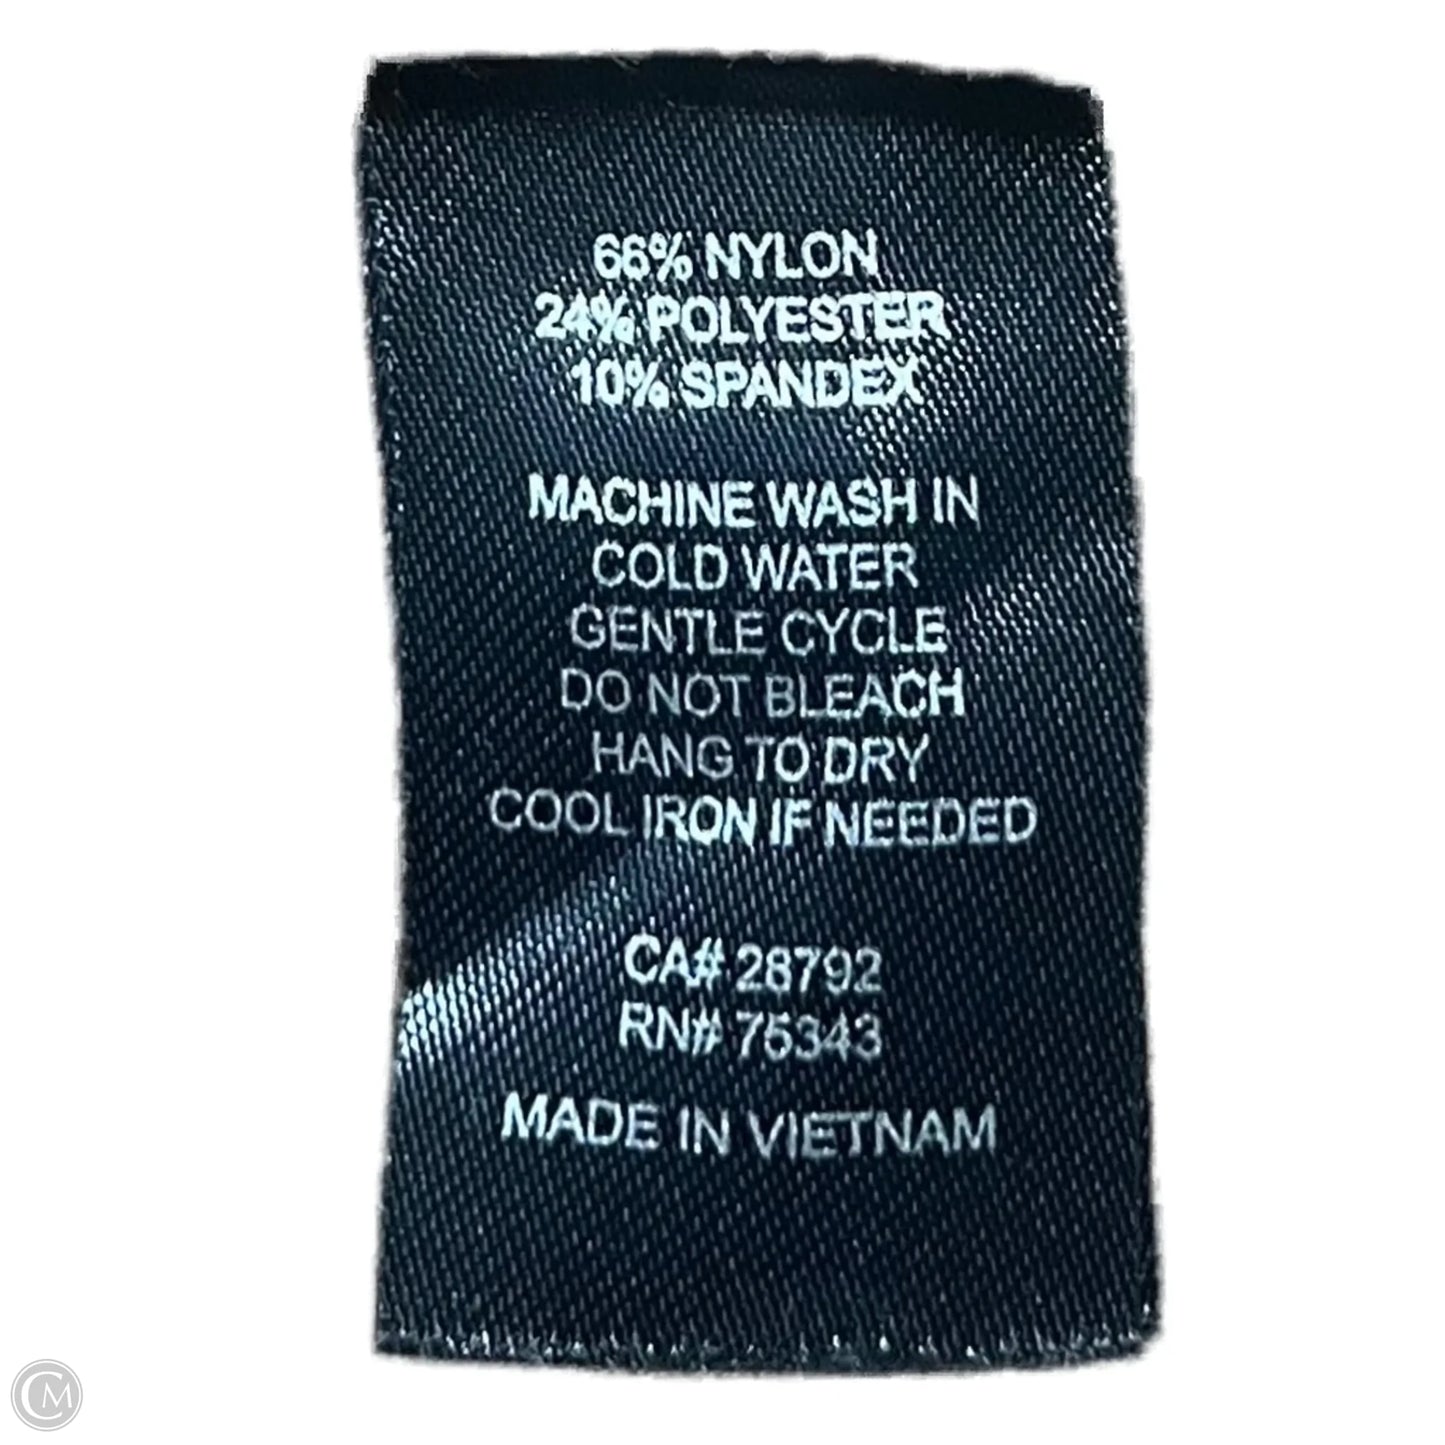 66% NYLON
24% POLYESTER
10% SPANDEX
MACHINE WASH IN
COLD WATER
GENTLE CYCLE
DO NOT BLEACH
HANG TO DRY
COOL IRON IF NEEDED
CA# 28792
RN# 75343
MADE IN VIETNAM
CM